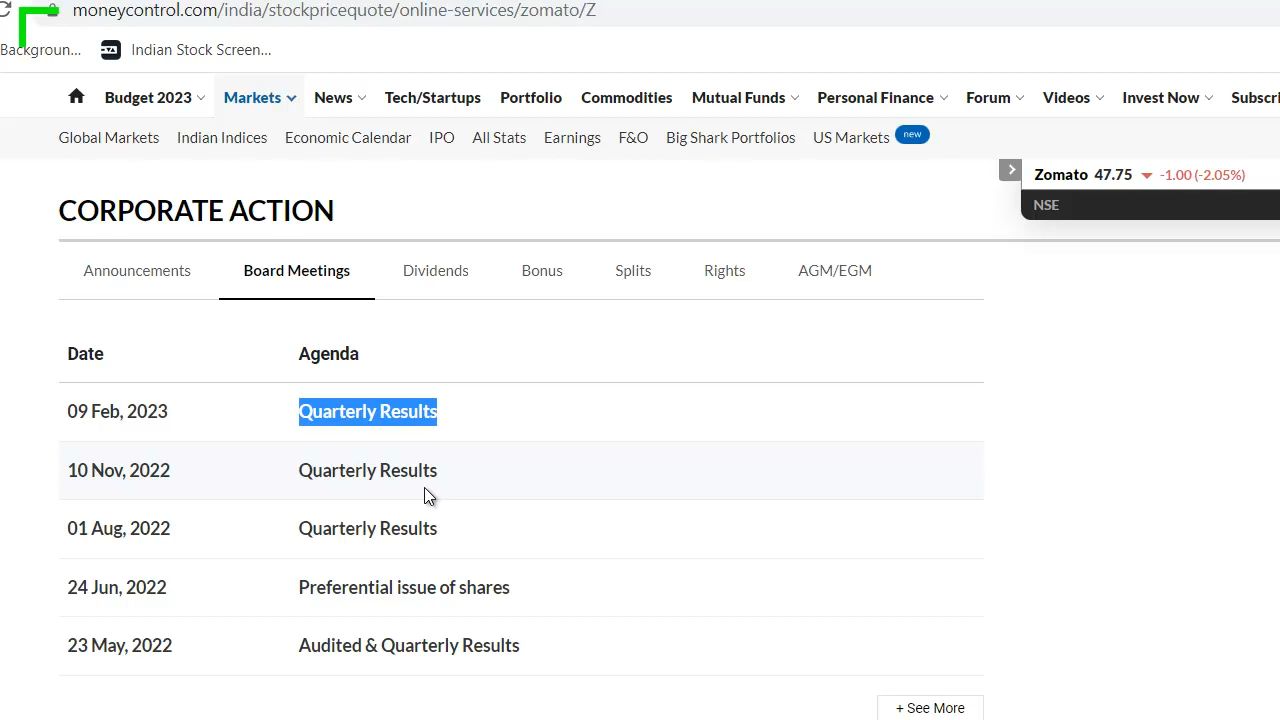 moneycontrol.com/india/stockpricequote/online-services/zomato/Z
Backgroun... Indian Stock Screen...
Budget 2023 Markets News Tech/Startups Portfolio Commodities Mutual Funds Personal Finance Forum Videos Invest Now Subscri
Global Markets Indian Indices Economic Calendar IPO All Stats Earnings F&O Big Shark Portfolios US Markets new
Zomato 47.75 -1.00 (-2.05%)
NSE
CORPORATE ACTION
Announcements Board Meetings Dividends Bonus Splits Rights AGM/EGM
Date Agenda
09 Feb, 2023 Quarterly Results
10 Nov, 2022 Quarterly Results
01 Aug, 2022 Quarterly Results
24 Jun, 2022 Preferential issue of shares
23 May, 2022 Audited & Quarterly Results
+ See More